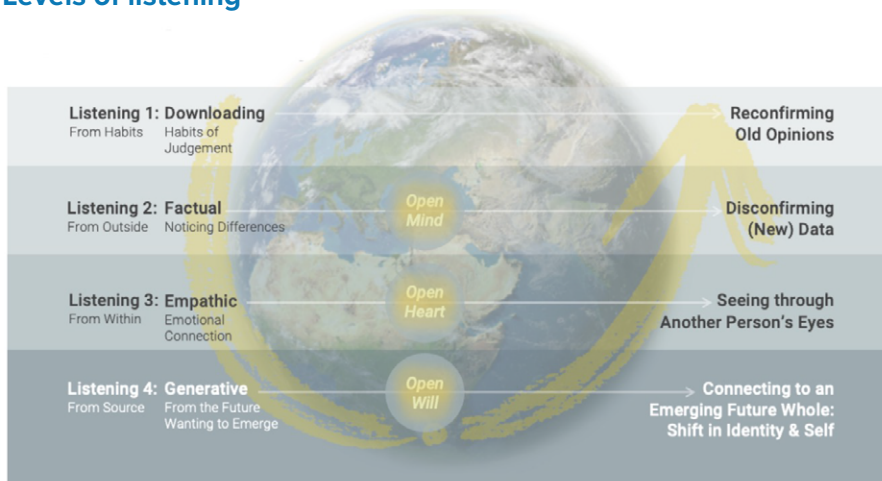 Levels of listening
Listening 1: Downloading
From Habits Habits of
Judgement
Reconfirming
Old Opinions
Listening 2: Factual
From Outside Noticing Differences
Open
Mind
Disconfirming
(New) Data
Listening 3: Empathic
From Within Emotional
Connection
Open
Heart
Seeing through
Another Person's Eyes
Listening 4: Generative
From Source From the Future
Wanting to Emerge
Open
Will
Connecting to an
Emerging Future Whole:
Shift in Identity & Self